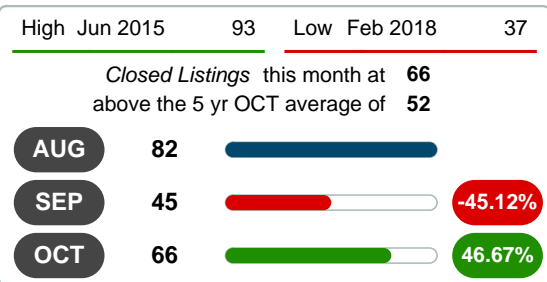 High Jun 2015 93 Low Feb 2018 37
Closed Listings this month at 66
above the 5 yr OCT average of 52
AUG 82
SEP 45 -45.12%
OCT 66 46.67%